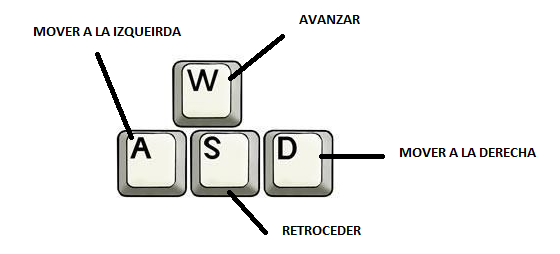 AVANZAR
MOVER A LA IZQUEIRDA
W
A
S
D
MOVER A LA DERECHA
RETROCEDER